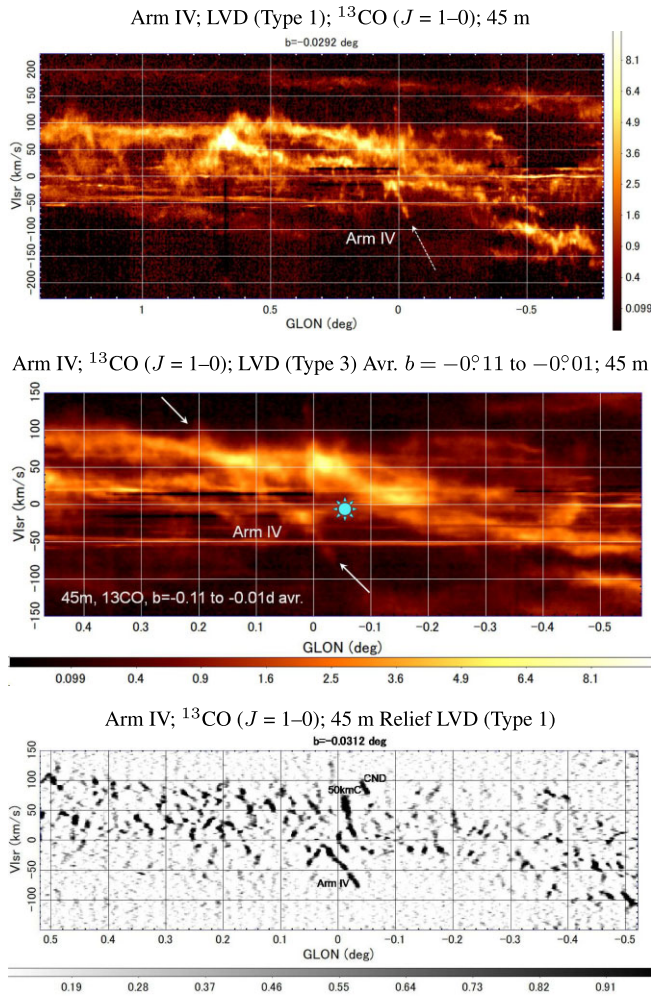 Arm IV; LVD (Type 1); ¹³CO (J = 1–0); 45 m
b=-0.0292 deg
Vlsr (km/s)
200
150
100
50
0
-50
-100
-150
-200
Arm IV
1
0.5
0
-0.5
GLON (deg)
8.1
6.4
4.9
3.6
2.5
1.6
0.9
0.4
0.099
Arm IV; ¹³CO (J = 1–0); LVD (Type 3) Avr. b = −0°.11 to −0°.01; 45 m
Vlsr (km/s)
150
100
50
0
-50
-100
-150
Arm IV
45m, 13CO, b=-0.11 to -0.01d avr.
0.4 0.3 0.2 0.1 0 -0.1 -0.2 -0.3 -0.4 -0.5
GLON (deg)
0.099 0.4 0.9 1.6 2.5 3.6 4.9 6.4 8.1
Arm IV; ¹³CO (J = 1–0); 45 m Relief LVD (Type 1)
b=-0.0312 deg
Vlsr (km/s)
150
100
50
0
-50
-100
CND
50kmC
Arm IV
0.5 0.4 0.3 0.2 0.1 0 -0.1 -0.2 -0.3 -0.4 -0.5
GLON (deg)
0.19 0.28 0.37 0.46 0.55 0.64 0.73 0.82 0.91